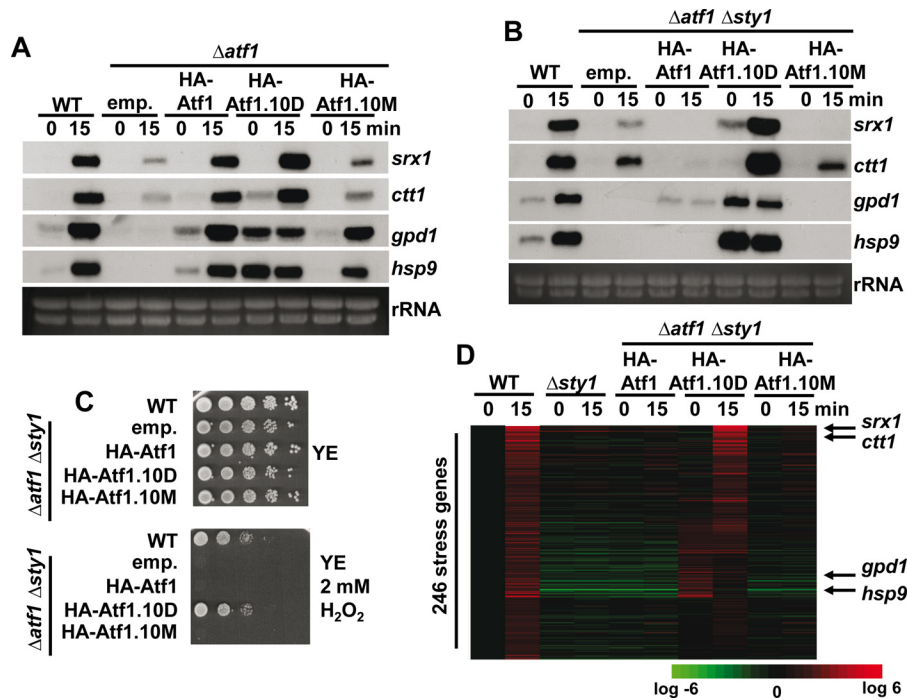 A
Δatf1
HA- HA- HA-
WT emp. Atf1 Atf1.10D Atf1.10M
0 15 0 15 0 15 0 15 0 15 min
srx1
ctt1
gpd1
hsp9
rRNA
B
Δatf1 Δsty1
HA- HA- HA-
WT emp. Atf1 Atf1.10D Atf1.10M
0 15 0 15 0 15 0 15 0 15 min
srx1
ctt1
gpd1
hsp9
rRNA
C
Δatf1 Δsty1
WT
emp.
HA-Atf1
HA-Atf1.10D
HA-Atf1.10M
YE
Δatf1 Δsty1
WT
emp.
HA-Atf1
HA-Atf1.10D
HA-Atf1.10M
YE
2 mM
H₂O₂
D
Δatf1 Δsty1
HA- HA- HA-
WT Δsty1 Atf1 Atf1.10D Atf1.10M
0 15 0 15 0 15 0 15 0 15 min
246 stress genes
srx1
ctt1
gpd1
hsp9
log -6 0 log 6